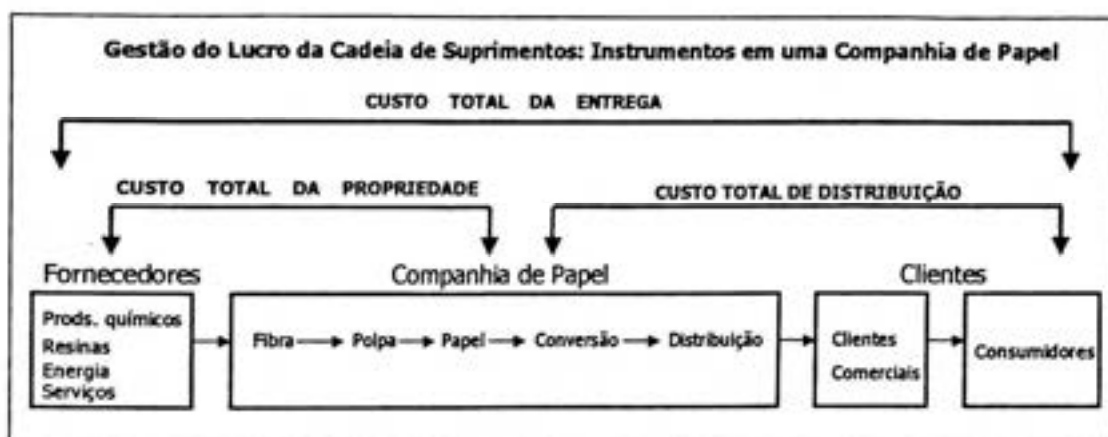 Gestão do Lucro da Cadeia de Suprimentos: Instrumentos em uma Companhia de Papel
CUSTO TOTAL DA ENTREGA
CUSTO TOTAL DA PROPRIEDADE
CUSTO TOTAL DE DISTRIBUIÇÃO
Fornecedores
Companhia de Papel
Clientes
Prods. químicos
Resinas
Energia
Serviços
Fibra
Polpa
Papel
Conversão
Distribuição
Clientes
Comerciais
Consumidores